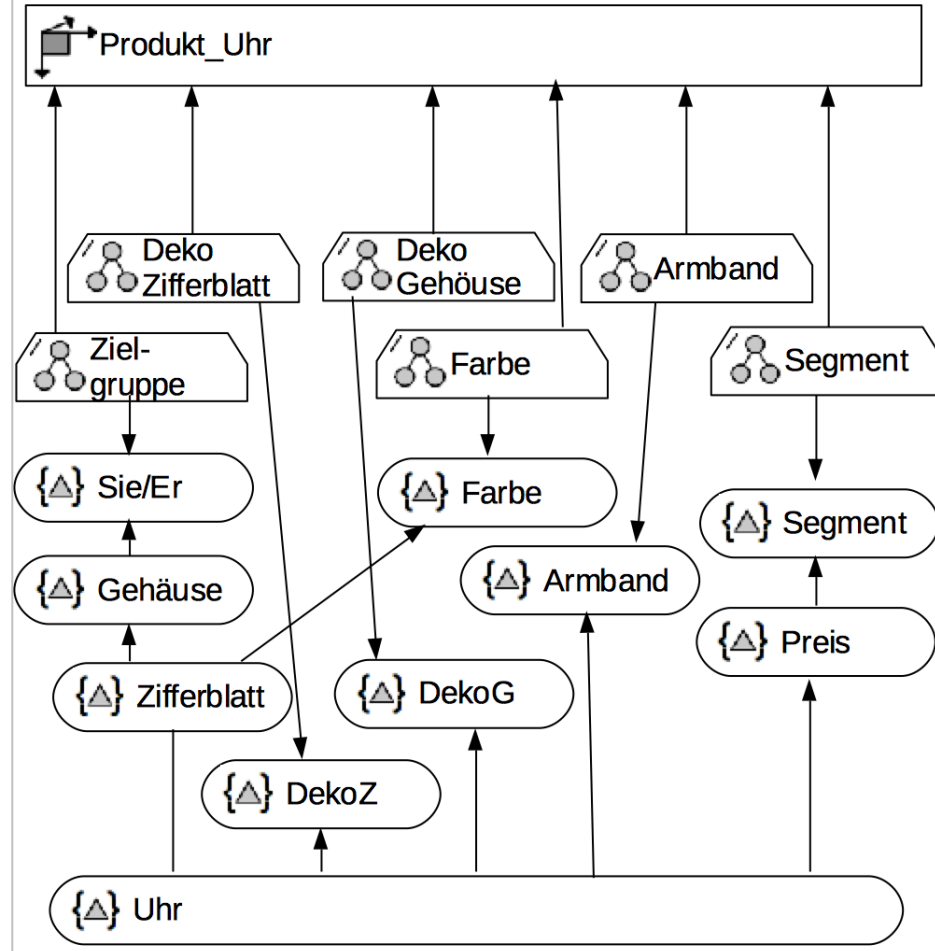 Produkt_Uhr
Deko
Zifferblatt
Deko
Gehöuse
Armband
Ziel-
gruppe
Farbe
Segment
{} Sie/Er
{} Farbe
{} Segment
{} Gehäuse
{} Armband
{} Preis
{} Zifferblatt
{} DekoG
{} DekoZ
{} Uhr